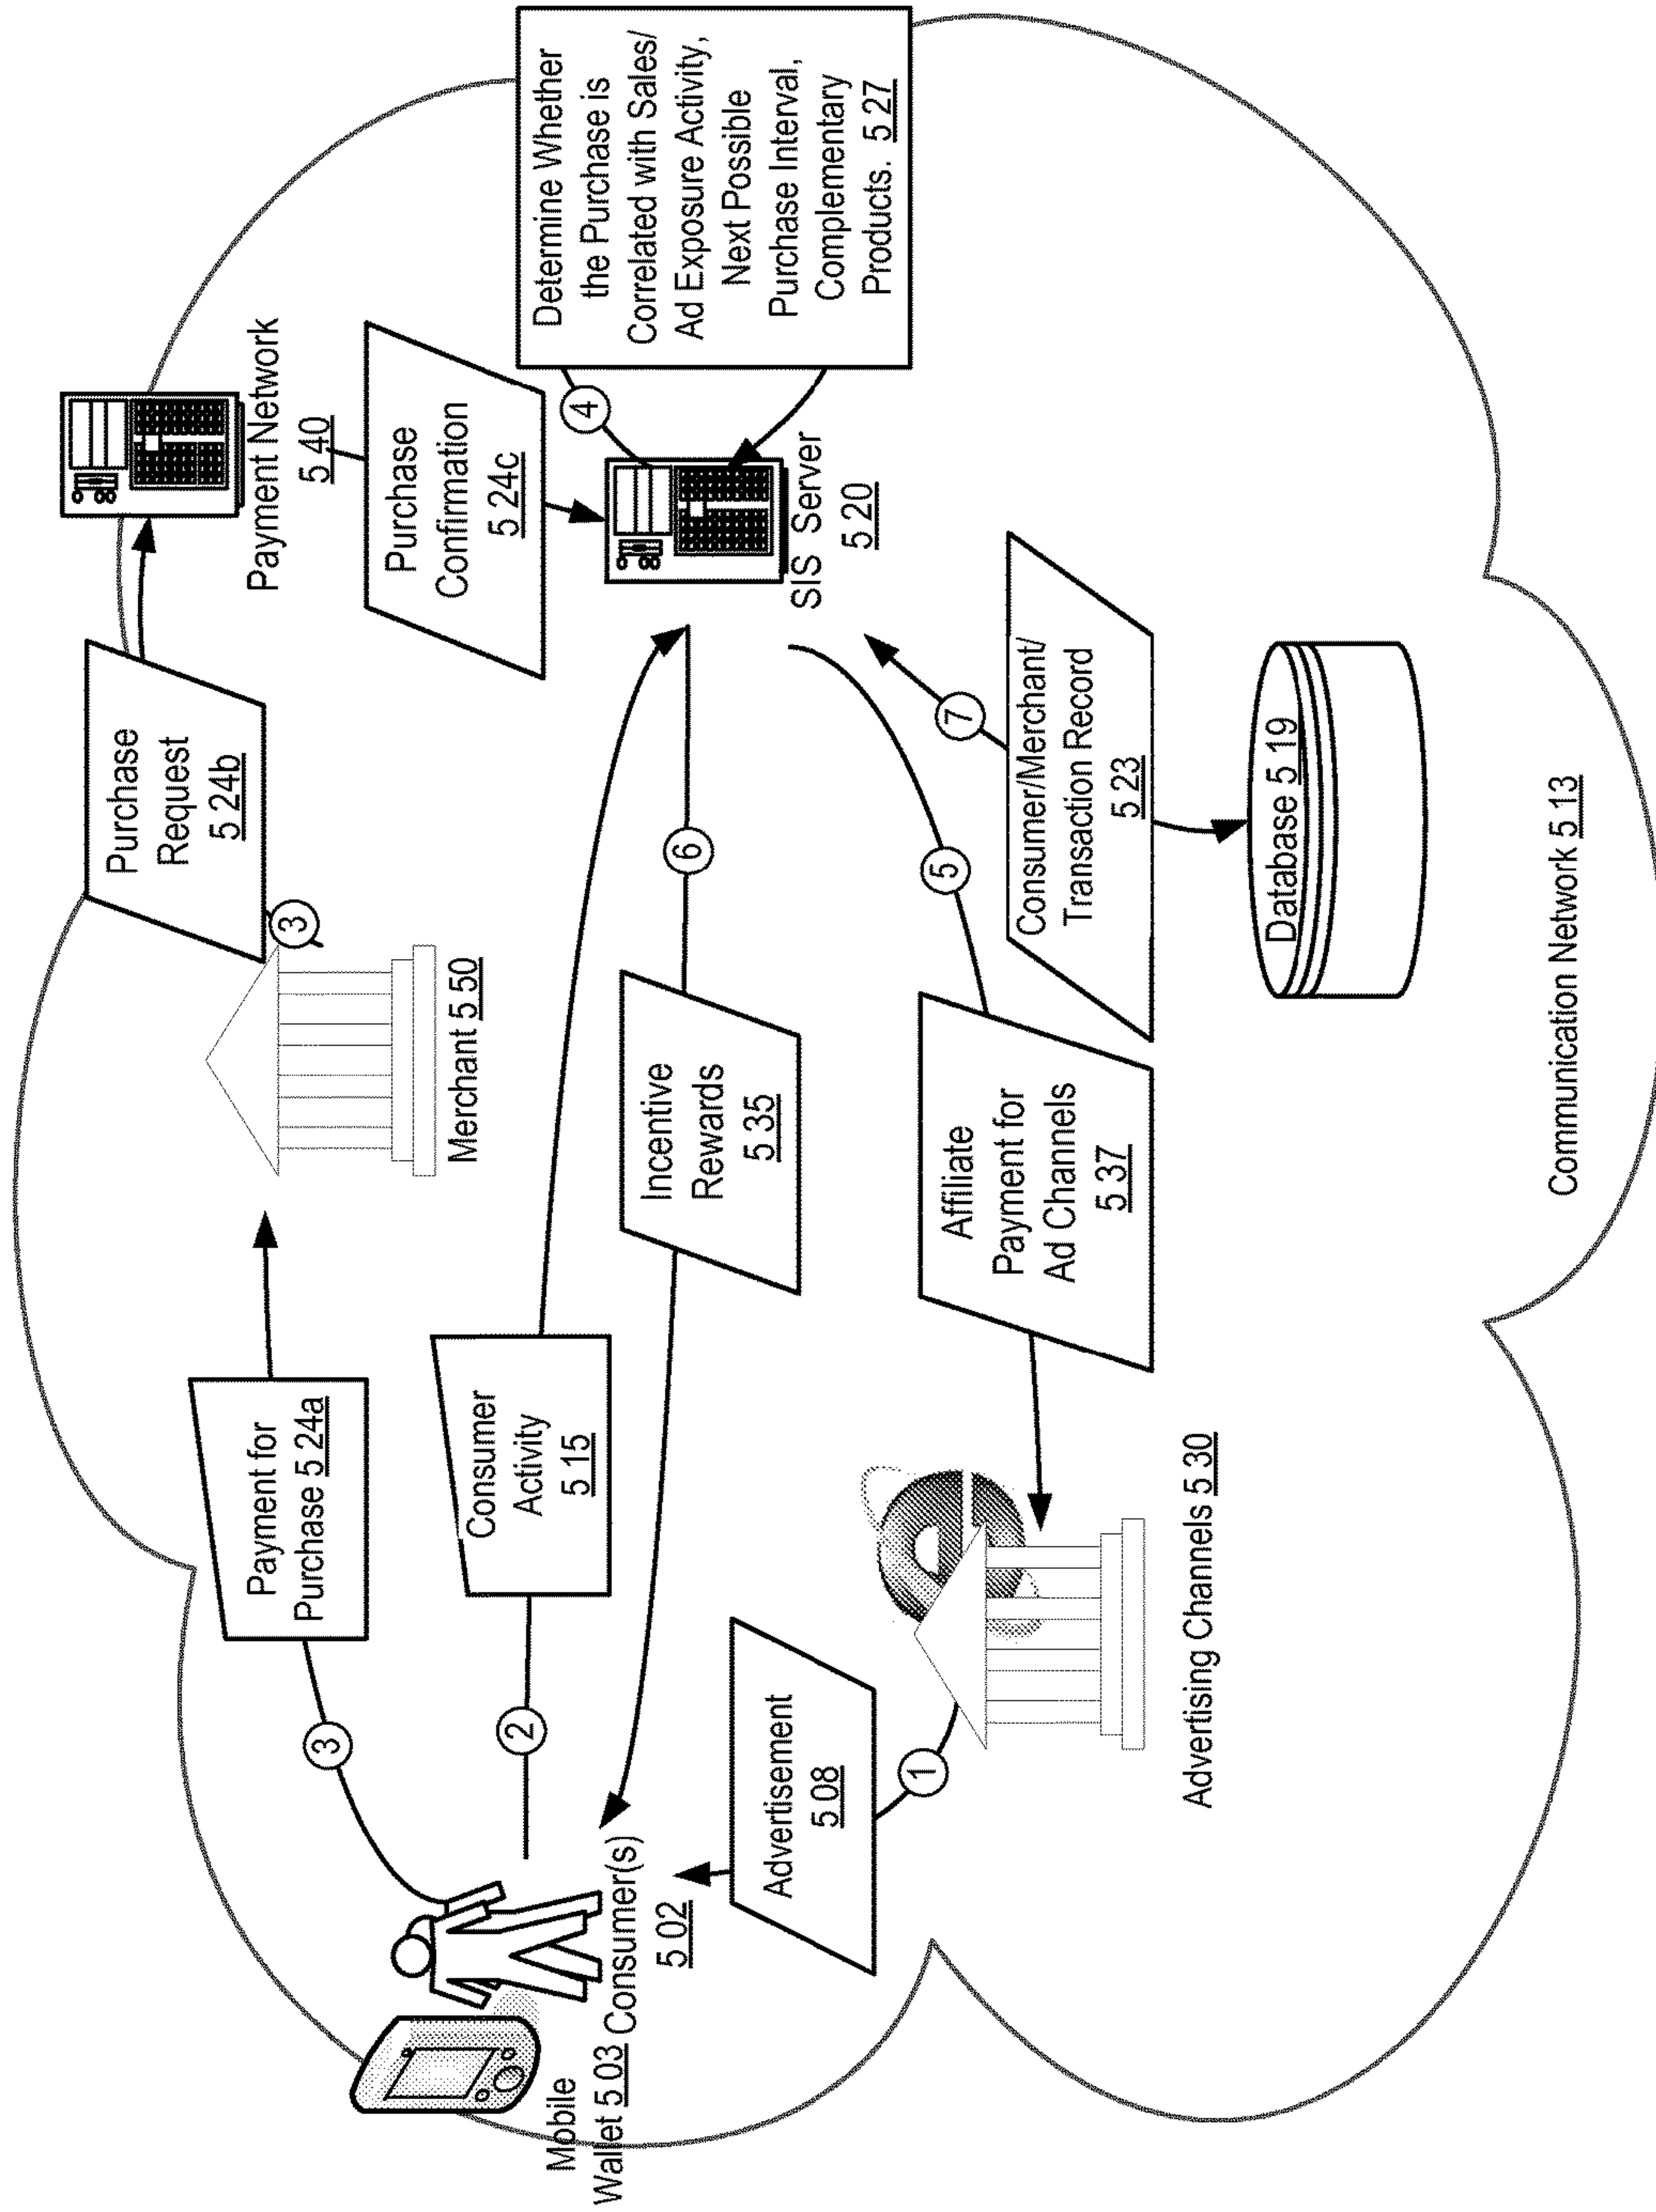 Mobile
Wallet 5 03
Consumer(s)
5 02
3
Payment for
Purchase 5 24a
Merchant 5 50
3
Purchase
Request
5 24b
Payment Network
5 40
Purchase
Confirmation
5 24c
2
Consumer
Activity
5 15
SIS Server
5 20
4
Determine Whether
the Purchase is
Correlated with Sales/
Ad Exposure Activity,
Next Possible
Purchase Interval,
Complementary
Products. 5 27
Incentive
Rewards
5 35
6
Advertisement
5 08
1
Advertising Channels 5 30
Affiliate
Payment for
Ad Channels
5 37
5
7
Consumer/Merchant/
Transaction Record
5 23
Database 5 19
Communication Network 5 13